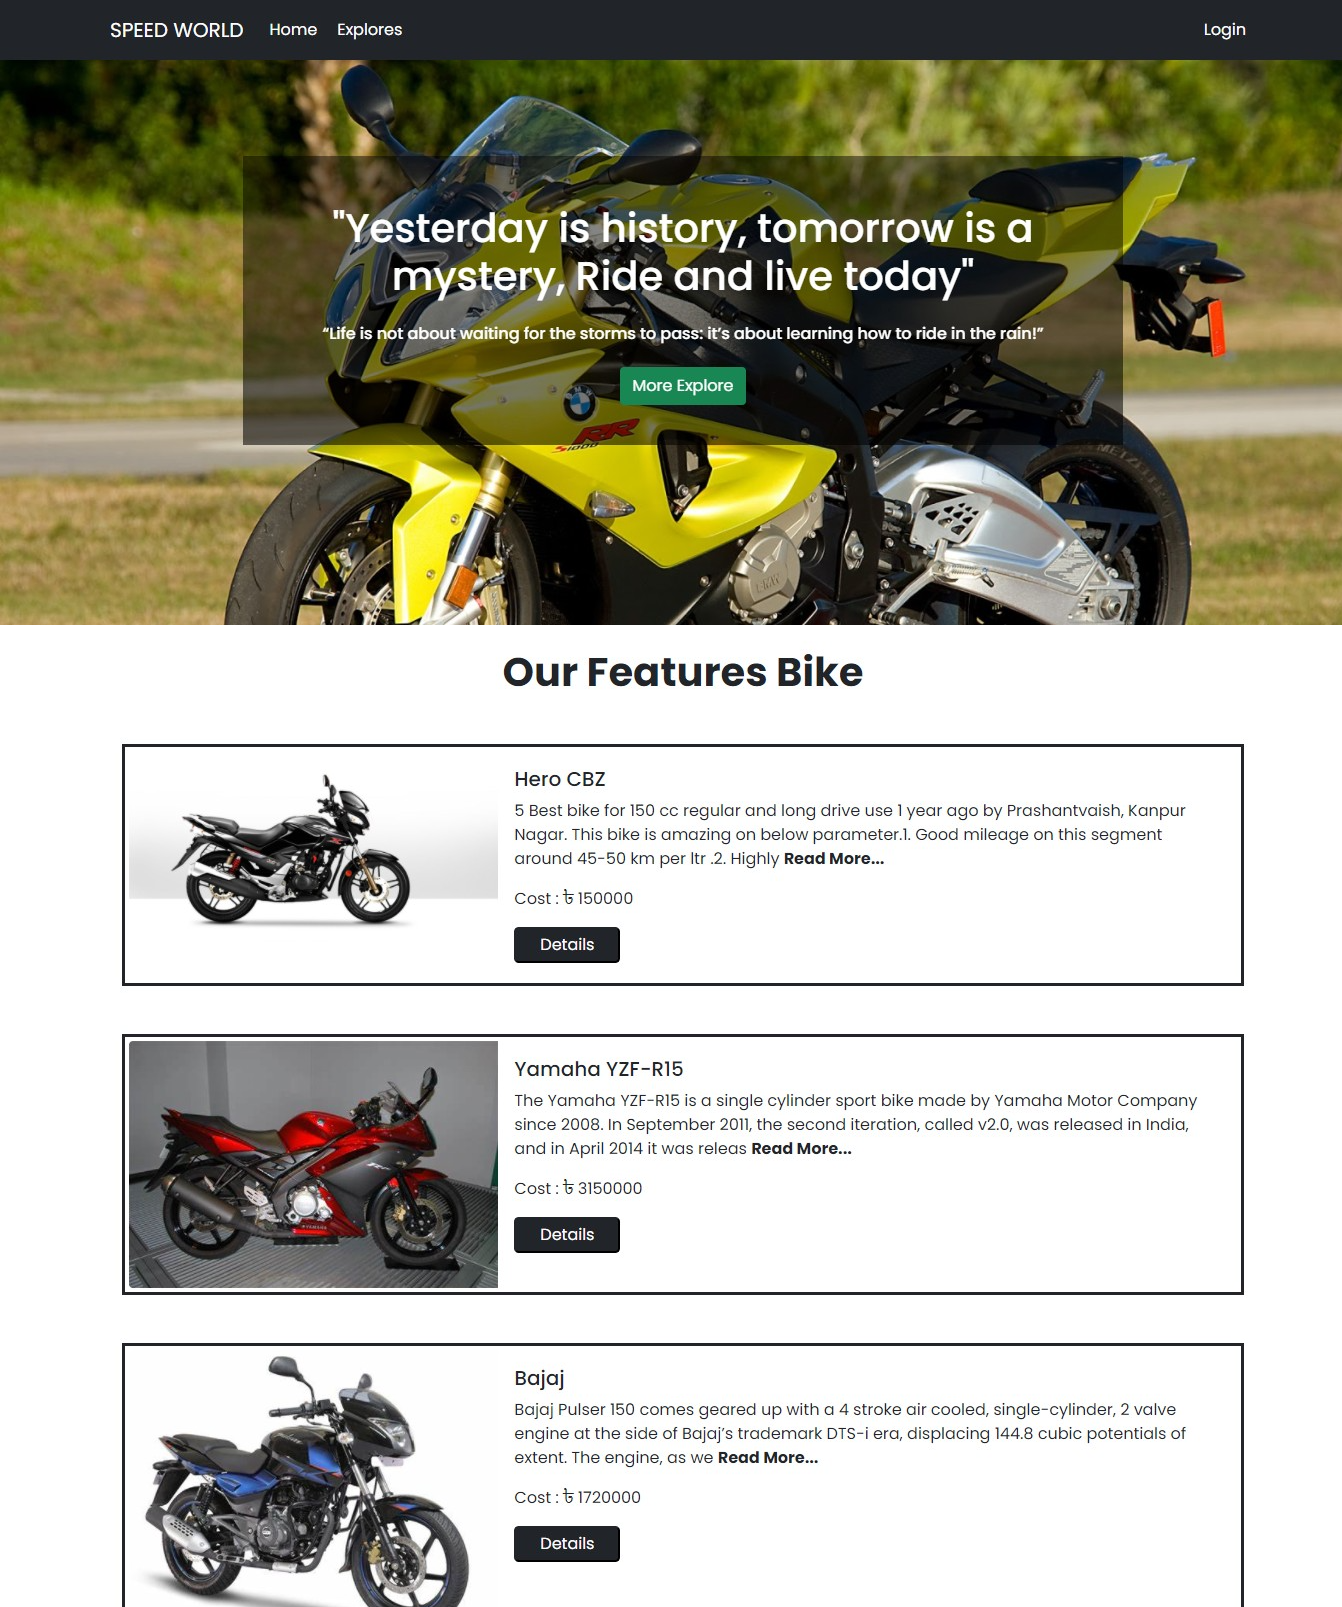 SPEED WORLD Home Explores Login
"Yesterday is history, tomorrow is a
mystery, Ride and live today"
“Life is not about waiting for the storms to pass: it’s about learning how to ride in the rain!”
More Explore
RR
S1000
METZELER
Our Features Bike
Hero CBZ
5 Best bike for 150 cc regular and long drive use 1 year ago by Prashantvaish, Kanpur
Nagar. This bike is amazing on below parameter.1. Good mileage on this segment
around 45-50 km per ltr .2. Highly Read More...
Cost : ৳ 150000
Details
Yamaha YZF-R15
The Yamaha YZF-R15 is a single cylinder sport bike made by Yamaha Motor Company
since 2008. In September 2011, the second iteration, called v2.0, was released in India,
and in April 2014 it was releas Read More...
Cost : ৳ 3150000
Details
YAMAHA
Bajaj
Bajaj Pulser 150 comes geared up with a 4 stroke air cooled, single-cylinder, 2 valve
engine at the side of Bajaj’s trademark DTS-i era, displacing 144.8 cubic potentials of
extent. The engine, as we Read More...
Cost : ৳ 1720000
Details